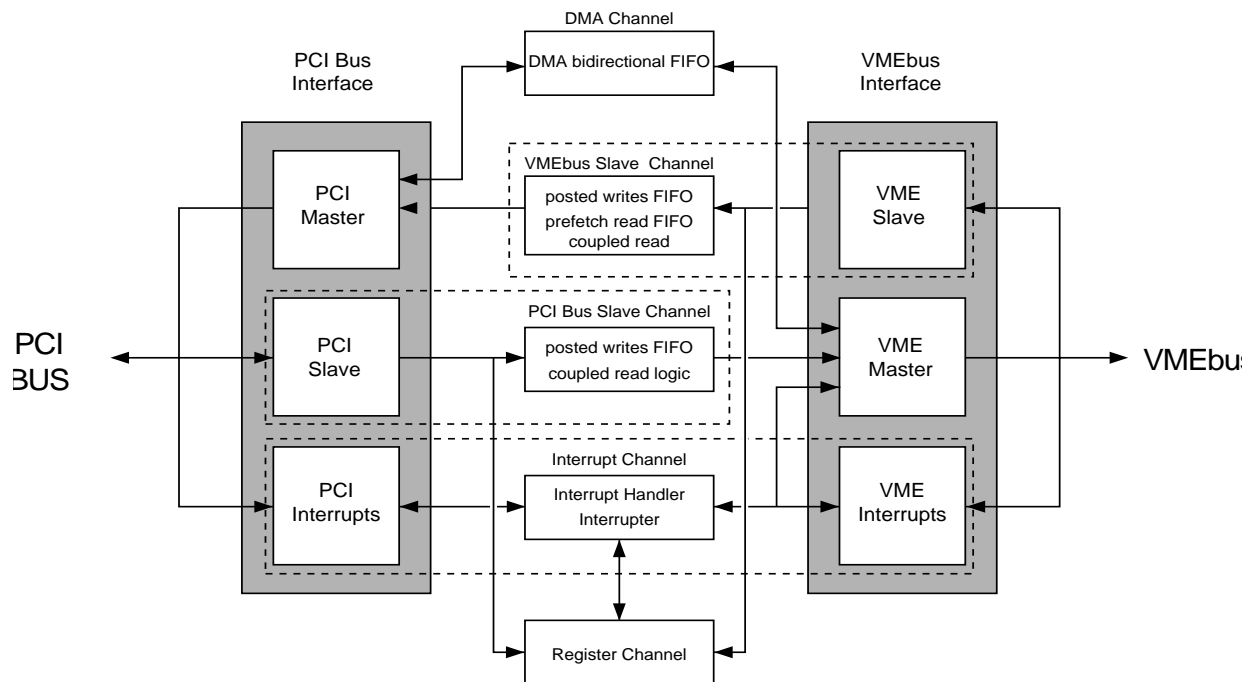 DMA Channel
DMA bidirectional FIFO
PCI Bus
Interface
VMEbus
Interface
VMEbus Slave Channel
posted writes FIFO
prefetch read FIFO
coupled read
PCI
Master
VME
Slave
PCI Bus Slave Channel
posted writes FIFO
coupled read logic
PCI
BUS
PCI
Slave
VME
Master
VMEbus
Interrupt Channel
Interrupt Handler
Interrupter
PCI
Interrupts
VME
Interrupts
Register Channel